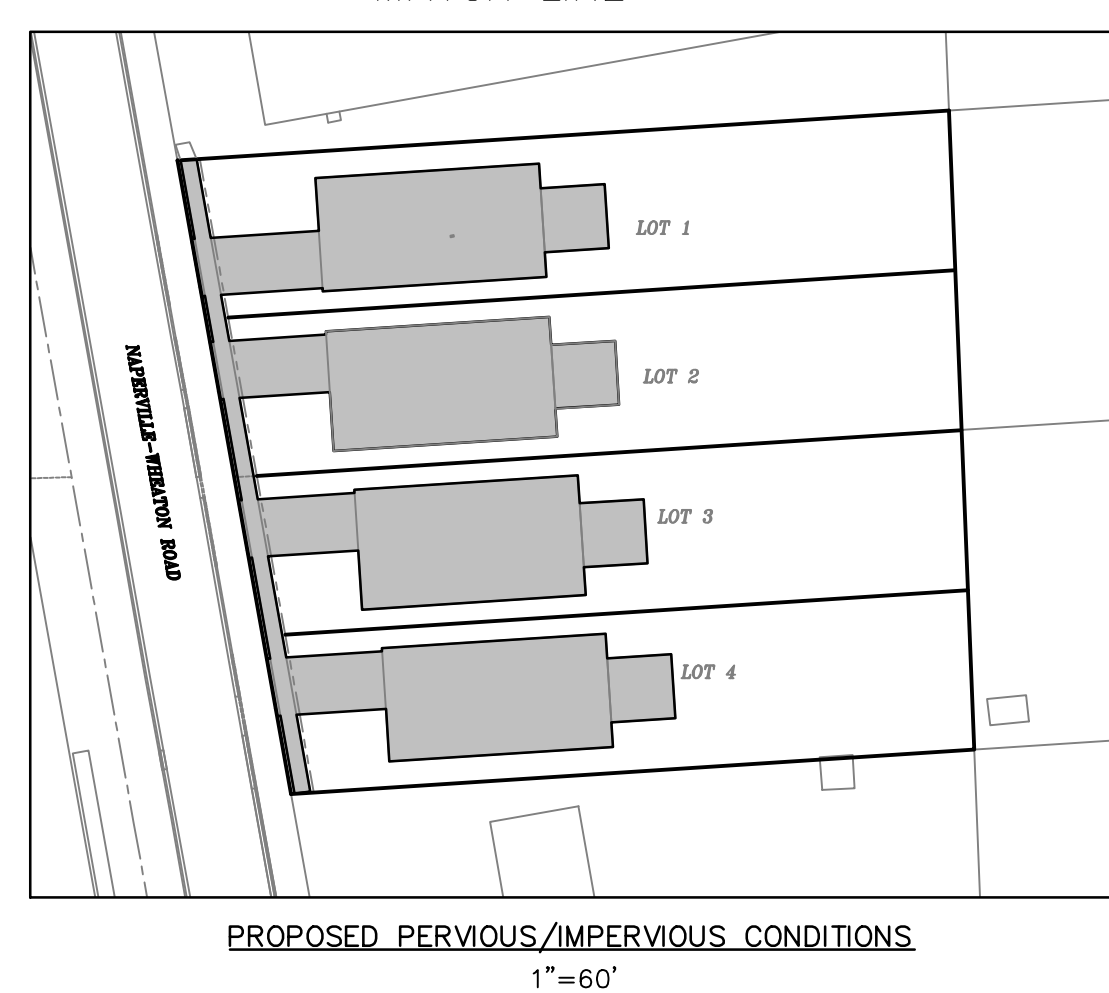 LOT 1
LOT 2
NAPERVILLE-WHEATON ROAD
LOT 3
LOT 4
PROPOSED PERVIOUS/IMPERVIOUS CONDITIONS
1"=60'